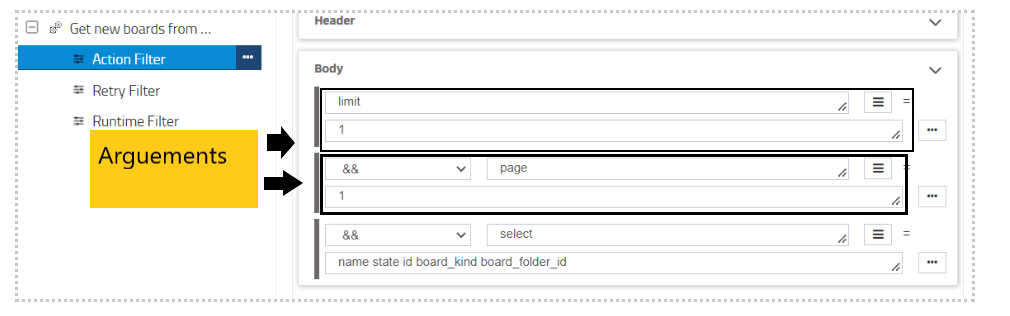 Get new boards from ...
Action Filter
Retry Filter
Runtime Filter
Arguements
Header
Body
limit =
1
&& page =
1
&& select =
name state id board_kind board_folder_id